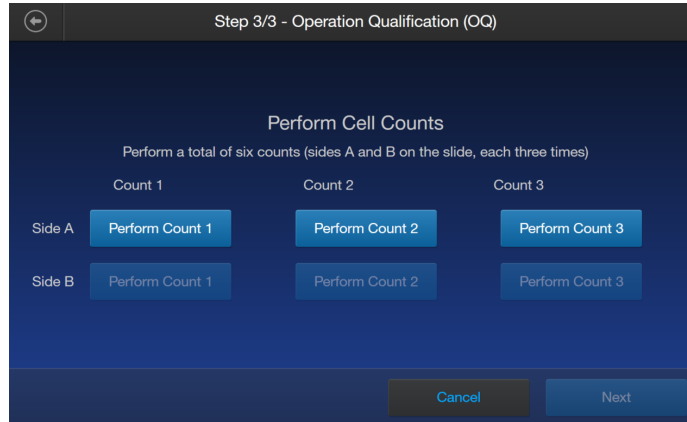 Step 3/3 - Operation Qualification (OQ)
Perform Cell Counts
Perform a total of six counts (sides A and B on the slide, each three times)
Count 1 Count 2 Count 3
Side A Perform Count 1 Perform Count 2 Perform Count 3
Side B Perform Count 1 Perform Count 2 Perform Count 3
Cancel Next